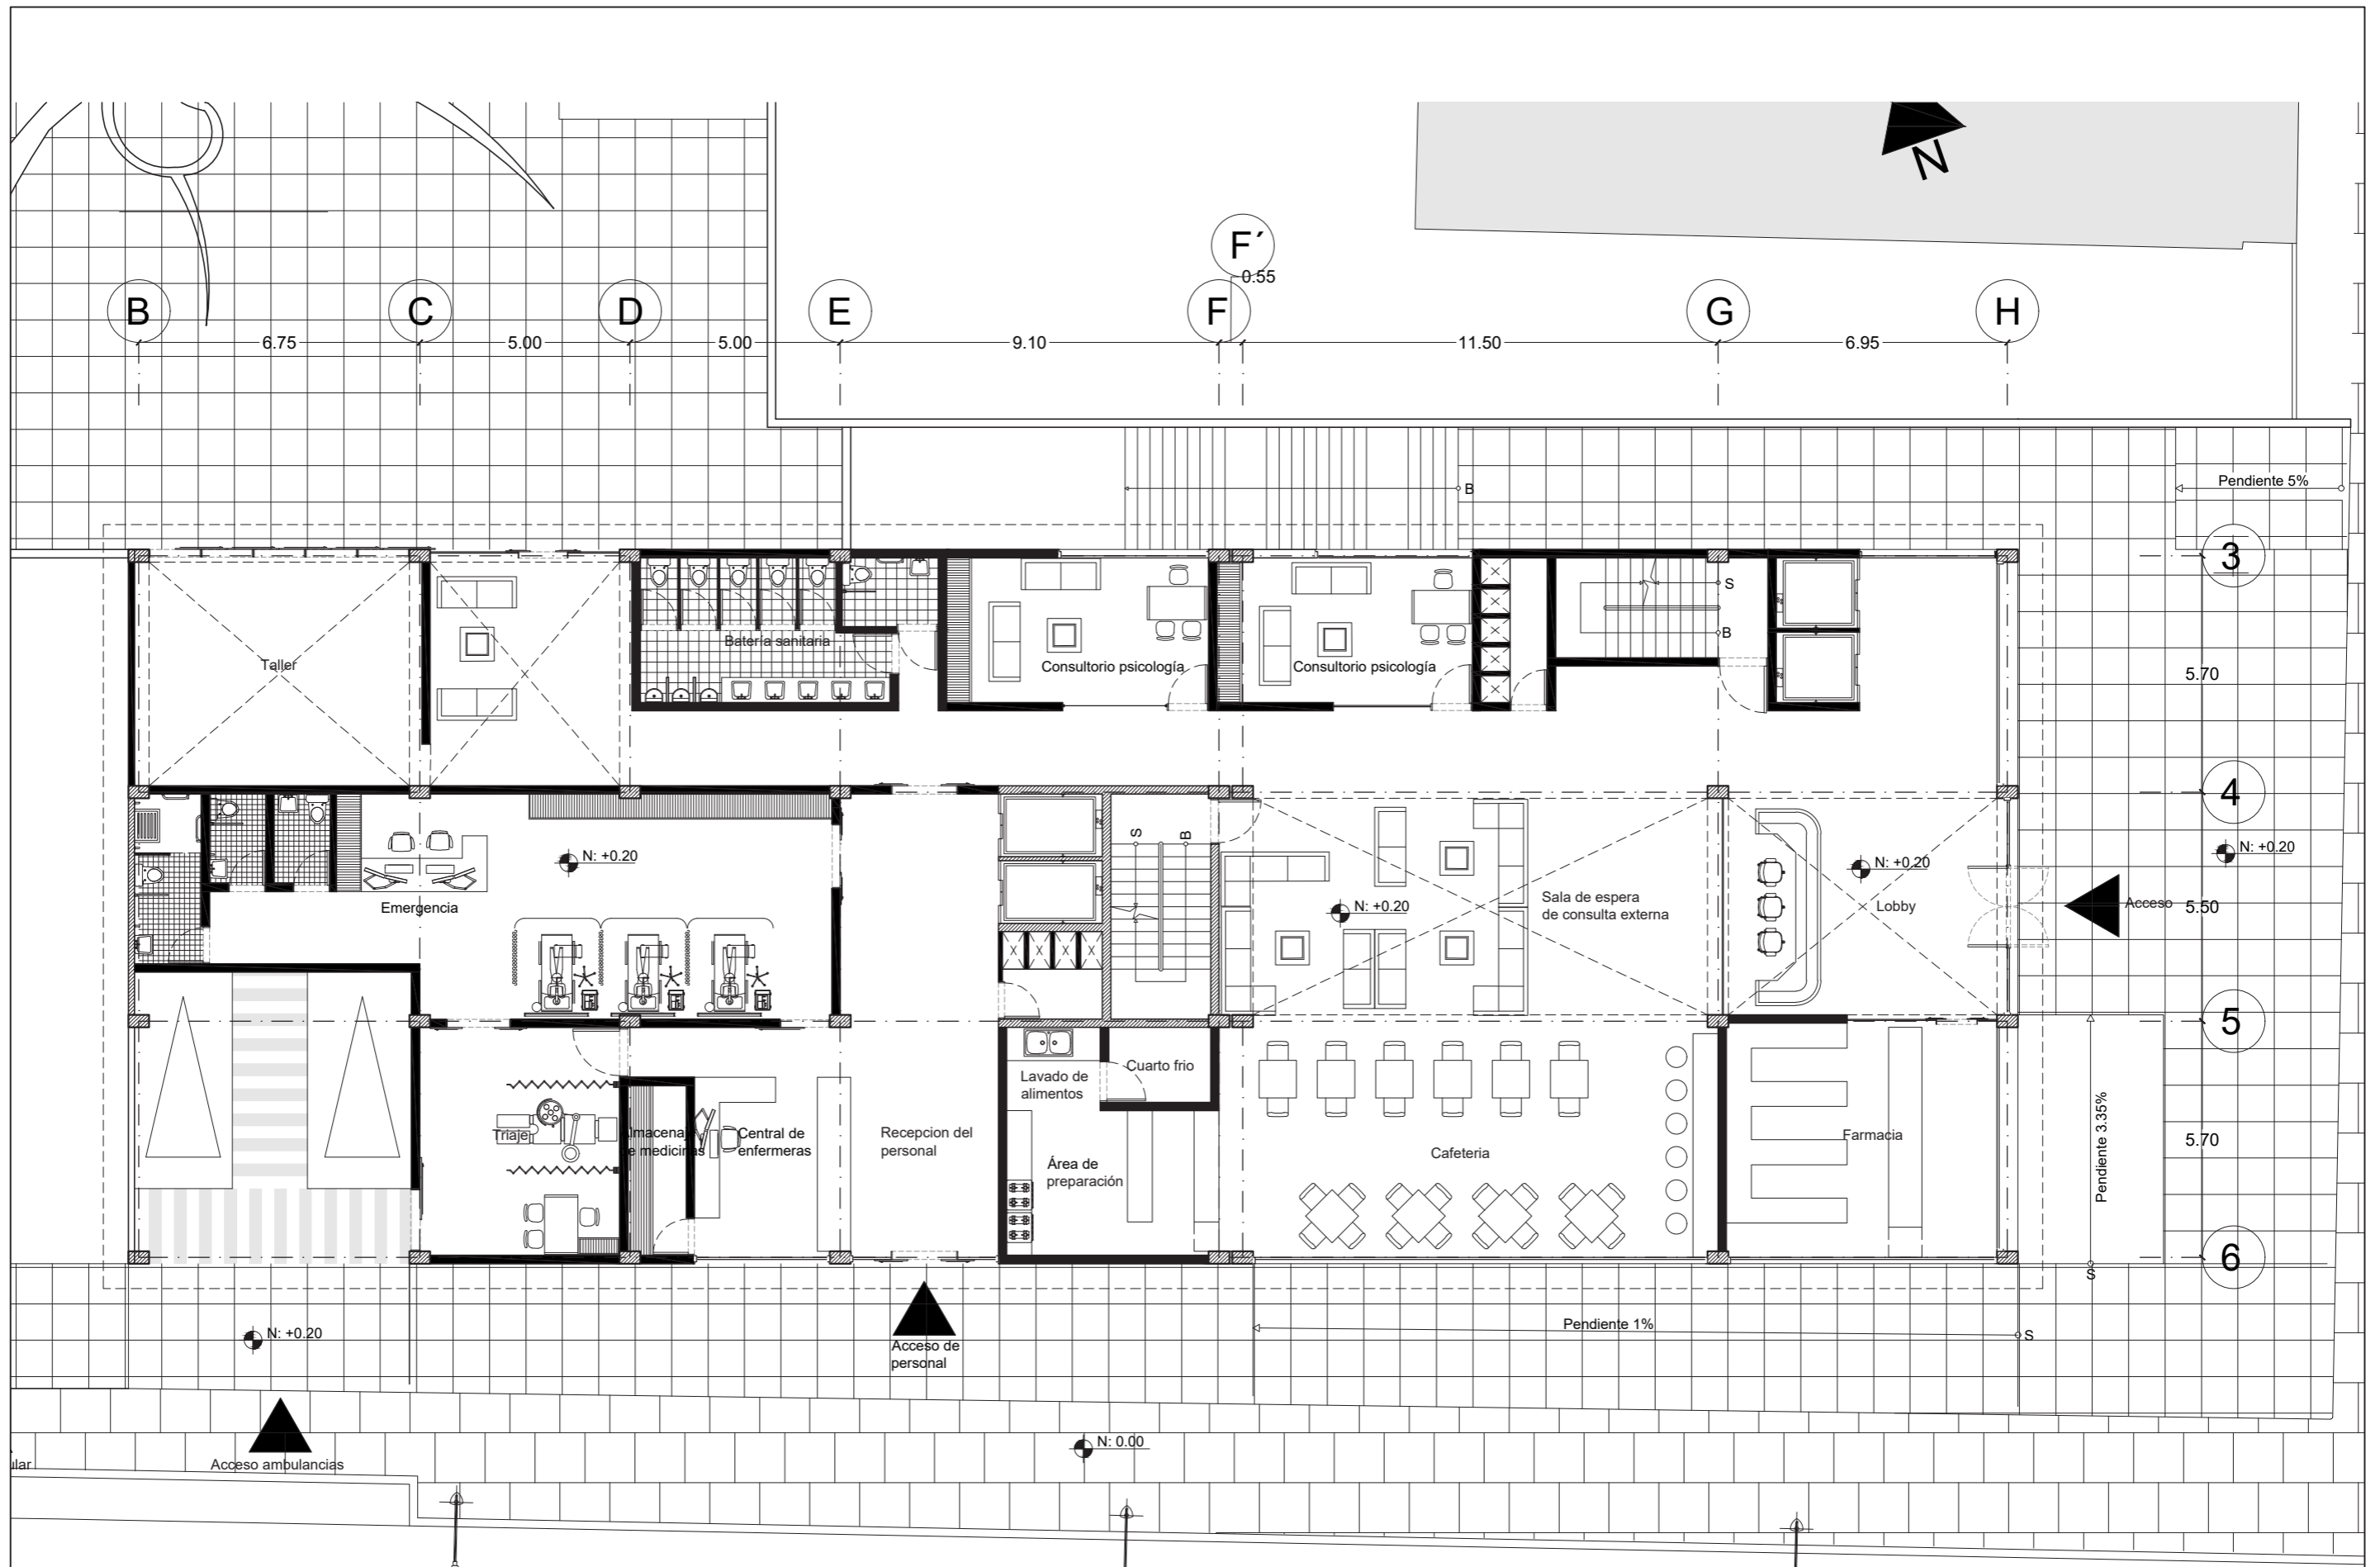 N
F´
0.55
B
C
D
E
F
G
H
6.75
5.00
5.00
9.10
11.50
6.95
B
Pendiente 5%
3
S
B
Batería sanitaria
Taller
Consultorio psicología
Consultorio psicología
5.70
4
S
B
N: +0.20
N: +0.20
N: +0.20
Emergencia
N: +0.20
Sala de espera
de consulta externa
Lobby
Acceso
5.50
5
Cuarto frio
Lavado de
alimentos
Triaje
Almacenaje
de medicinas
Central de
enfermeras
Recepcion del
personal
Área de
preparación
Cafeteria
Farmacia
Pendiente 3.35%
5.70
6
S
N: +0.20
Acceso de
personal
Pendiente 1%
S
N: 0.00
Acceso ambulancias
ular